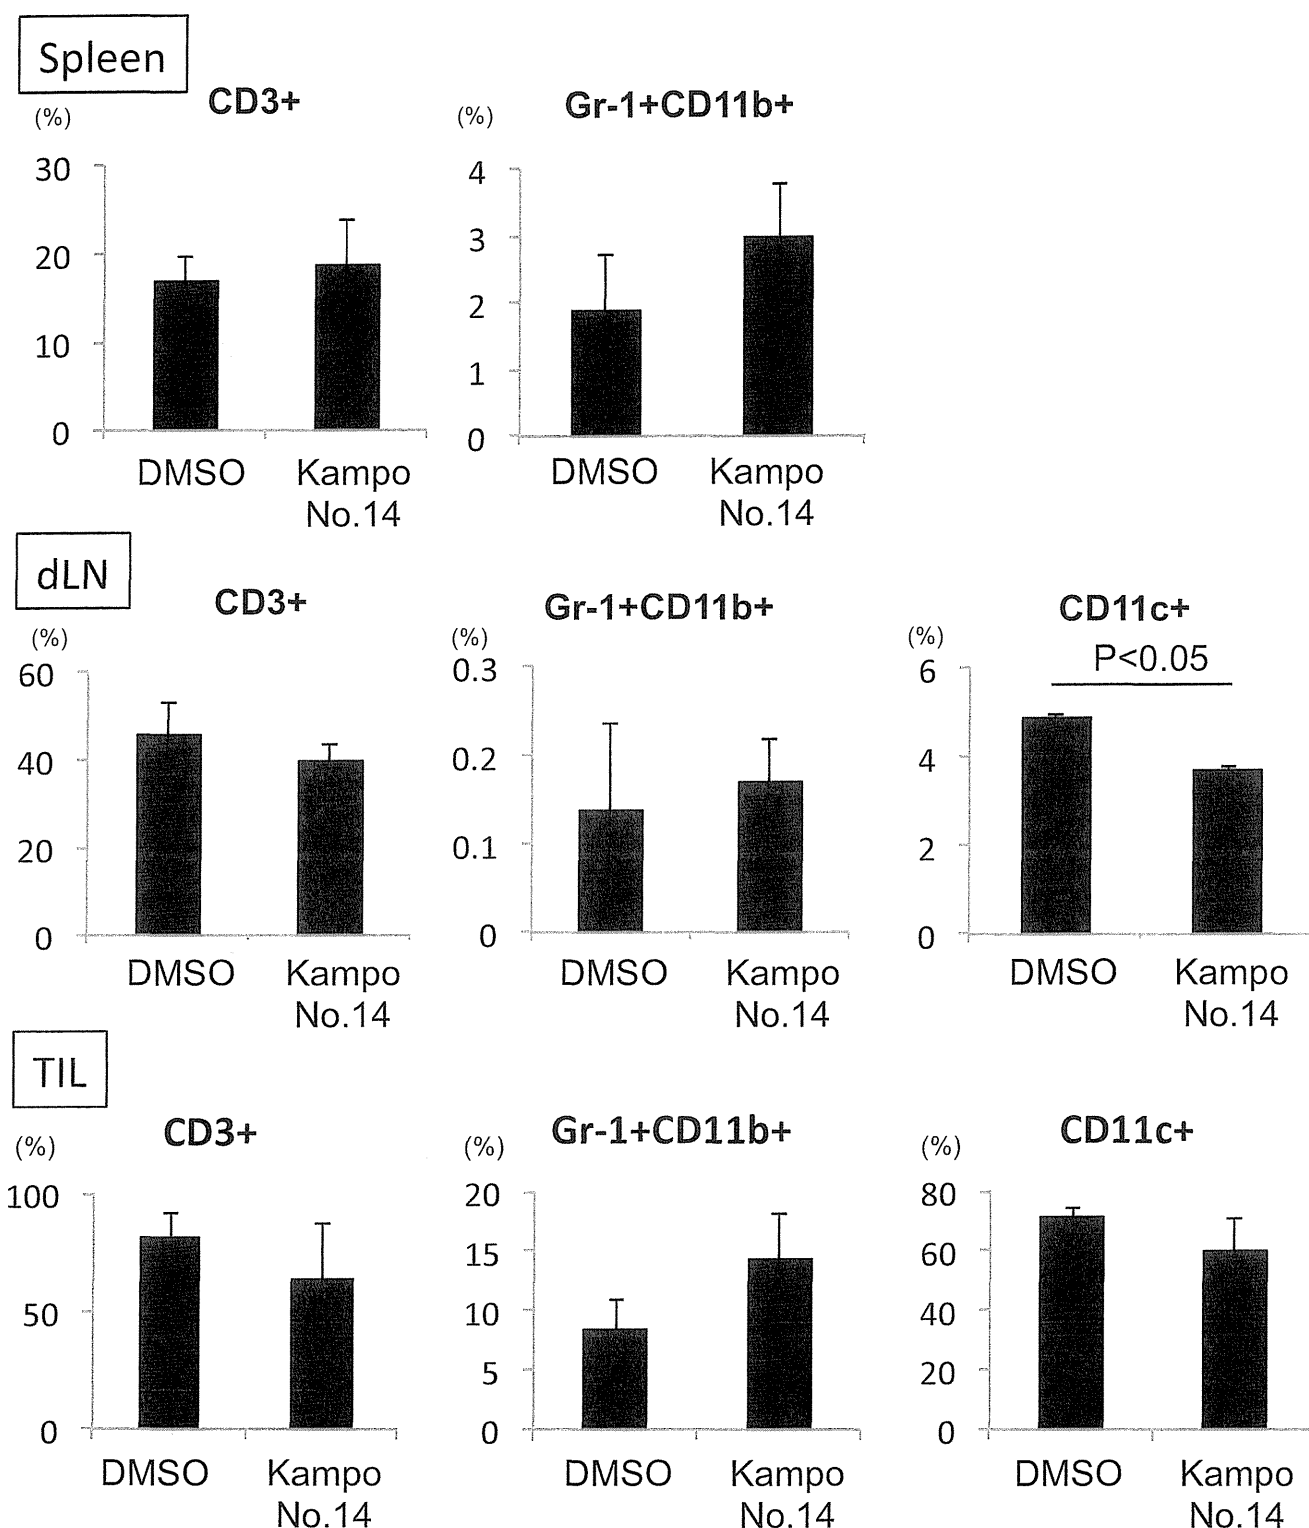 Spleen
CD3+
Gr-1+CD11b+
(%)
(%)
30
20
10
0
4
3
2
1
0
DMSO
Kampo
No.14
DMSO
Kampo
No.14
dLN
CD3+
Gr-1+CD11b+
CD11c+
(%)
(%)
(%)
P<0.05
60
40
20
0
0.3
0.2
0.1
0
6
4
2
0
DMSO
Kampo
No.14
DMSO
Kampo
No.14
DMSO
Kampo
No.14
TIL
CD3+
Gr-1+CD11b+
CD11c+
(%)
(%)
(%)
100
50
0
20
15
10
5
0
80
60
40
20
0
DMSO
Kampo
No.14
DMSO
Kampo
No.14
DMSO
Kampo
No.14